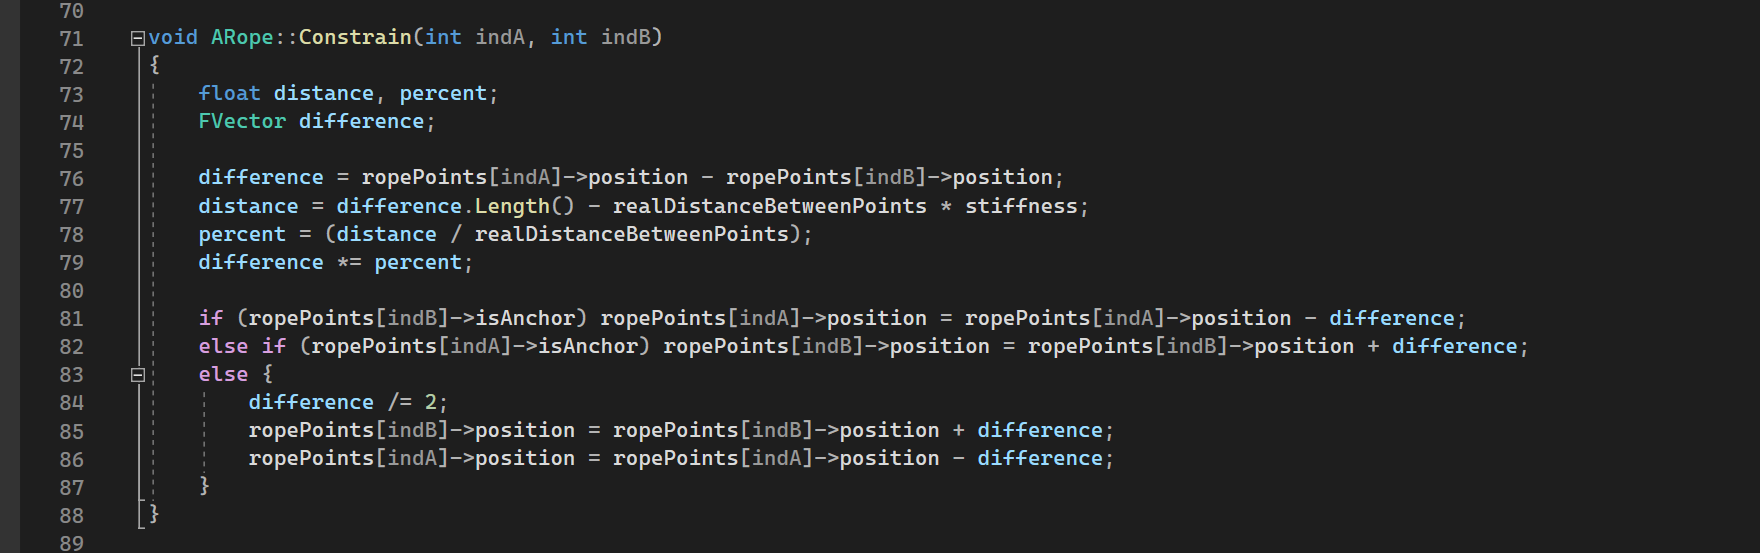 70
71 void ARope::Constrain(int indA, int indB)
72 {
73 float distance, percent;
74 FVector difference;
75
76 difference = ropePoints[indA]->position - ropePoints[indB]->position;
77 distance = difference.Length() - realDistanceBetweenPoints * stiffness;
78 percent = (distance / realDistanceBetweenPoints);
79 difference *= percent;
80
81 if (ropePoints[indB]->isAnchor) ropePoints[indA]->position = ropePoints[indA]->position - difference;
82 else if (ropePoints[indA]->isAnchor) ropePoints[indB]->position = ropePoints[indB]->position + difference;
83 else {
84 difference /= 2;
85 ropePoints[indB]->position = ropePoints[indB]->position + difference;
86 ropePoints[indA]->position = ropePoints[indA]->position - difference;
87 }
88 }
89